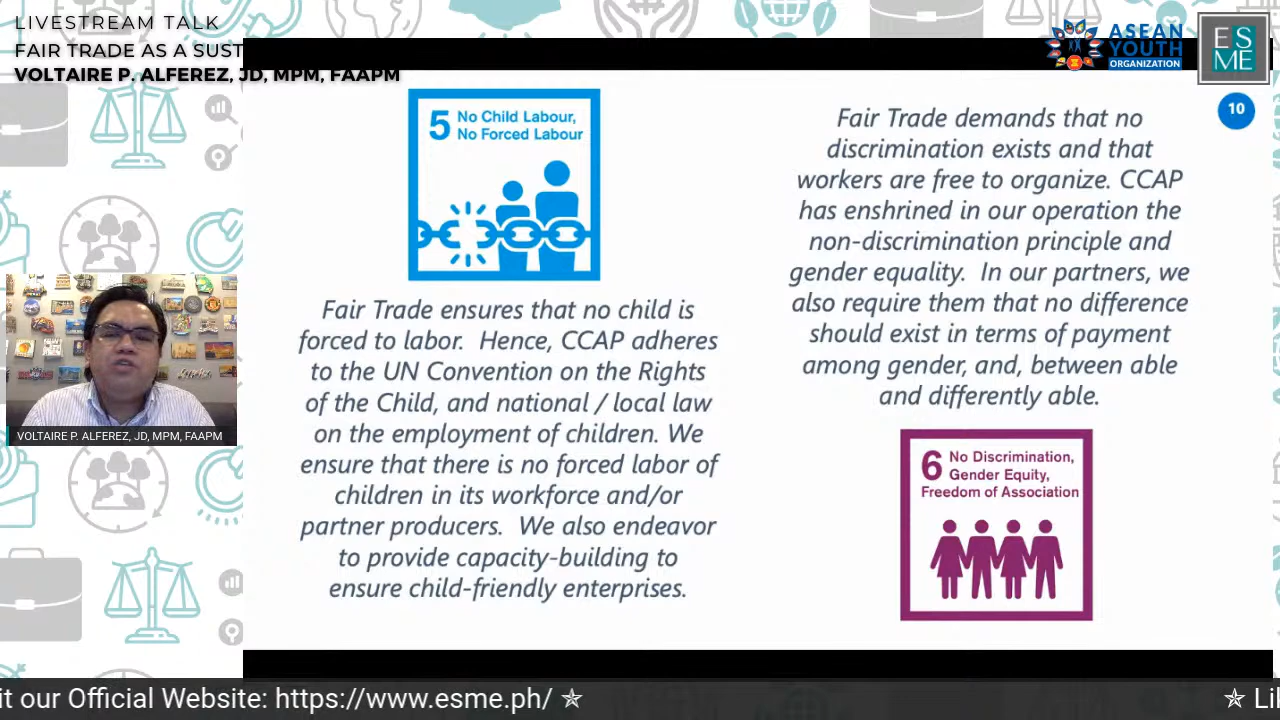 LIVESTREAM TALK
FAIR TRADE AS A SUST
VOLTAIRE P. ALFEREZ, JD, MPM, FAAPM
ASEAN
YOUTH
ORGANIZATION
ES
ME
10
5 No Child Labour,
No Forced Labour
Fair Trade ensures that no child is
forced to labor. Hence, CCAP adheres
to the UN Convention on the Rights
of the Child, and national / local law
on the employment of children. We
ensure that there is no forced labor of
children in its workforce and/or
partner producers. We also endeavor
to provide capacity-building to
ensure child-friendly enterprises.
Fair Trade demands that no
discrimination exists and that
workers are free to organize. CCAP
has enshrined in our operation the
non-discrimination principle and
gender equality. In our partners, we
also require them that no difference
should exist in terms of payment
among gender, and, between able
and differently able.
6 No Discrimination,
Gender Equity,
Freedom of Association
VOLTAIRE P. ALFEREZ, JD, MPM, FAAPM
it our Official Website: https://www.esme.ph/ ✯
✯ Li